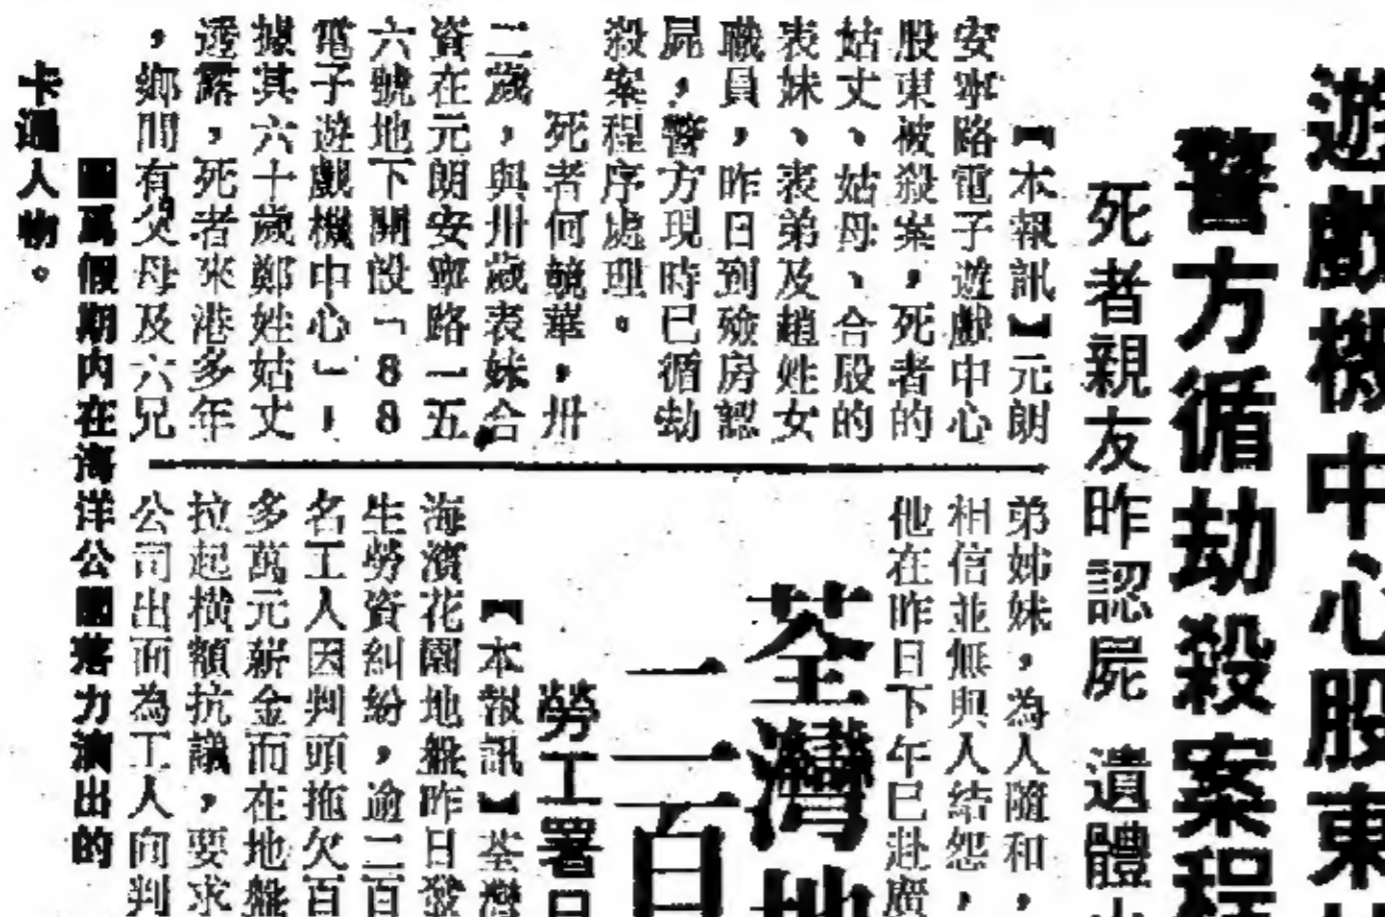 遊戲機中心股東
警方循劫殺案程
死者親友昨認屍 遺體
【本報訊】元朗
安寧路電子遊戲中心
股東被殺案，死者的
姑丈、姑母、合股的
表妹、表弟及趙姓女
職員，昨日到殮房認
屍，警方現時已循劫
殺案程序處理。
死者何競華，卅
二歲，與卅歲表妹合
資在元朗安寧路一五
六號地下開設「88
電子遊戲機中心」，
據其六十歲鄭姓姑丈
透露，死者來港多年
，鄉間有父母及六兄
弟姊妹，為人隨和，
相信並無與人結怨，
他在昨日下午已赴廣
荃灣地
二百
勞工署
【本報訊】荃灣
海濱花園地盤昨日發
生勞資糾紛，逾二百
名工人因判頭拖欠百
多萬元薪金而在地盤
拉起橫額抗議，要求
公司出面為工人向判
圖爲假期内在海洋公園落力演出的
卡通人物。